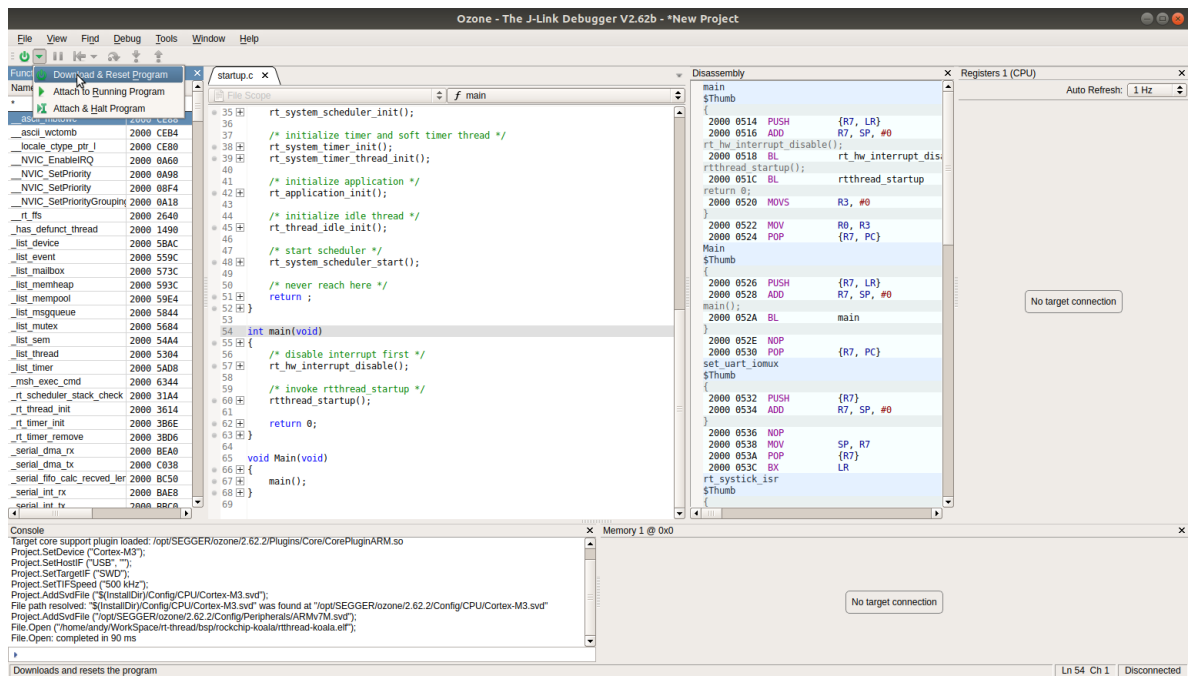 Ozone - The J-Link Debugger V2.62b - *New Project
File View Find Debug Tools Window Help
Download & Reset Program
Attach to Running Program
Attach & Halt Program
__ascii_wctomb 2000 CEB4
__locale_ctype_ptr_l 2000 CE80
__NVIC_EnableIRQ 2000 0A60
__NVIC_SetPriority 2000 0A98
__NVIC_SetPriority 2000 08F4
__NVIC_SetPriorityGrouping 2000 0A18
__rt_ffs 2000 2640
_has_defunct_thread 2000 1490
_list_device 2000 5BAC
_list_event 2000 559C
_list_mailbox 2000 573C
_list_memheap 2000 593C
_list_mempool 2000 59E4
_list_msgqueue 2000 5844
_list_mutex 2000 5684
_list_sem 2000 54A4
_list_thread 2000 5304
_list_timer 2000 5AD8
_msh_exec_cmd 2000 6344
_rt_scheduler_stack_check 2000 31A4
_rt_thread_init 2000 3614
_rt_timer_init 2000 3B6E
_rt_timer_remove 2000 3BD6
_serial_dma_rx 2000 BEA0
_serial_dma_tx 2000 C038
_serial_fifo_calc_recved_ler 2000 BC50
_serial_int_rx 2000 BAE8
_serial_int_tx 2000 BBC0
startup.c
File Scope
f main
35 rt_system_scheduler_init();
36
37 /* initialize timer and soft timer thread */
38 rt_system_timer_init();
39 rt_system_timer_thread_init();
40
41 /* initialize application */
42 rt_application_init();
43
44 /* initialize idle thread */
45 rt_thread_idle_init();
46
47 /* start scheduler */
48 rt_system_scheduler_start();
49
50 /* never reach here */
51 return ;
52 }
53
54 int main(void)
55 {
56 /* disable interrupt first */
57 rt_hw_interrupt_disable();
58
59 /* invoke rtthread_startup */
60 rtthread_startup();
61
62 return 0;
63 }
64
65 void Main(void)
66 {
67 main();
68 }
69
Disassembly
main
$Thumb
{
2000 0514 PUSH {R7, LR}
2000 0516 ADD R7, SP, #0
rt_hw_interrupt_disable();
2000 0518 BL rt_hw_interrupt_disa
rtthread_startup();
2000 051C BL rtthread_startup
return 0;
2000 0520 MOVS R3, #0
}
2000 0522 MOV R0, R3
2000 0524 POP {R7, PC}
Main
$Thumb
{
2000 0526 PUSH {R7, LR}
2000 0528 ADD R7, SP, #0
main();
2000 052A BL main
}
2000 052E NOP
2000 0530 POP {R7, PC}
set_uart_iomux
$Thumb
{
2000 0532 PUSH {R7}
2000 0534 ADD R7, SP, #0
}
2000 0536 NOP
2000 0538 MOV SP, R7
2000 053A POP {R7}
2000 053C BX LR
rt_systick_isr
$Thumb
{
Registers 1 (CPU)
Auto Refresh: 1 Hz
No target connection
Console
Target core support plugin loaded: /opt/SEGGER/ozone/2.62.2/Plugins/Core/CorePluginARM.so
Project.SetDevice ("Cortex-M3");
Project.SetHostIF ("USB", "");
Project.SetTargetIF ("SWD");
Project.SetTIFSpeed ("500 kHz");
Project.AddSvdFile ("$(InstallDir)/Config/CPU/Cortex-M3.svd");
File path resolved: "$(InstallDir)/Config/CPU/Cortex-M3.svd" was found at "/opt/SEGGER/ozone/2.62.2/Config/CPU/Cortex-M3.svd"
Project.AddSvdFile ("/opt/SEGGER/ozone/2.62.2/Config/Peripherals/ARMv7M.svd");
File.Open ("/home/andy/WorkSpace/rt-thread/bsp/rockchip-koala/rtthread-koala.elf");
File.Open: completed in 90 ms
Memory 1 @ 0x0
No target connection
Downloads and resets the program
Ln 54 Ch 1
Disconnected